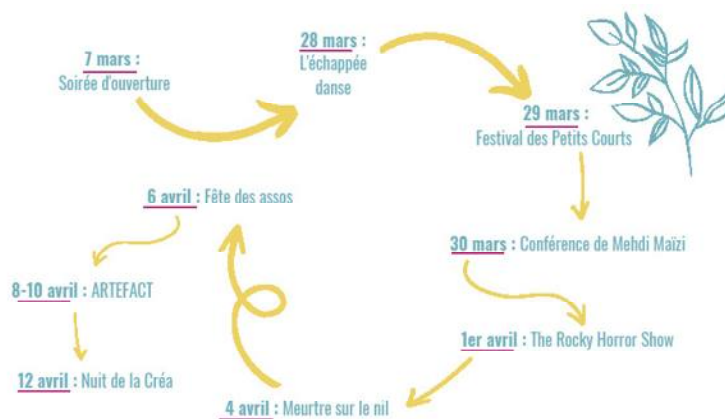 7 mars :
Soirée d'ouverture
28 mars :
L'échappée
danse
29 mars :
Festival des Petits Courts
30 mars : Conférence de Mehdi Maïzi
1er avril : The Rocky Horror Show
4 avril : Meurtre sur le nil
6 avril : Fête des assos
8-10 avril : ARTEFACT
12 avril : Nuit de la Créa